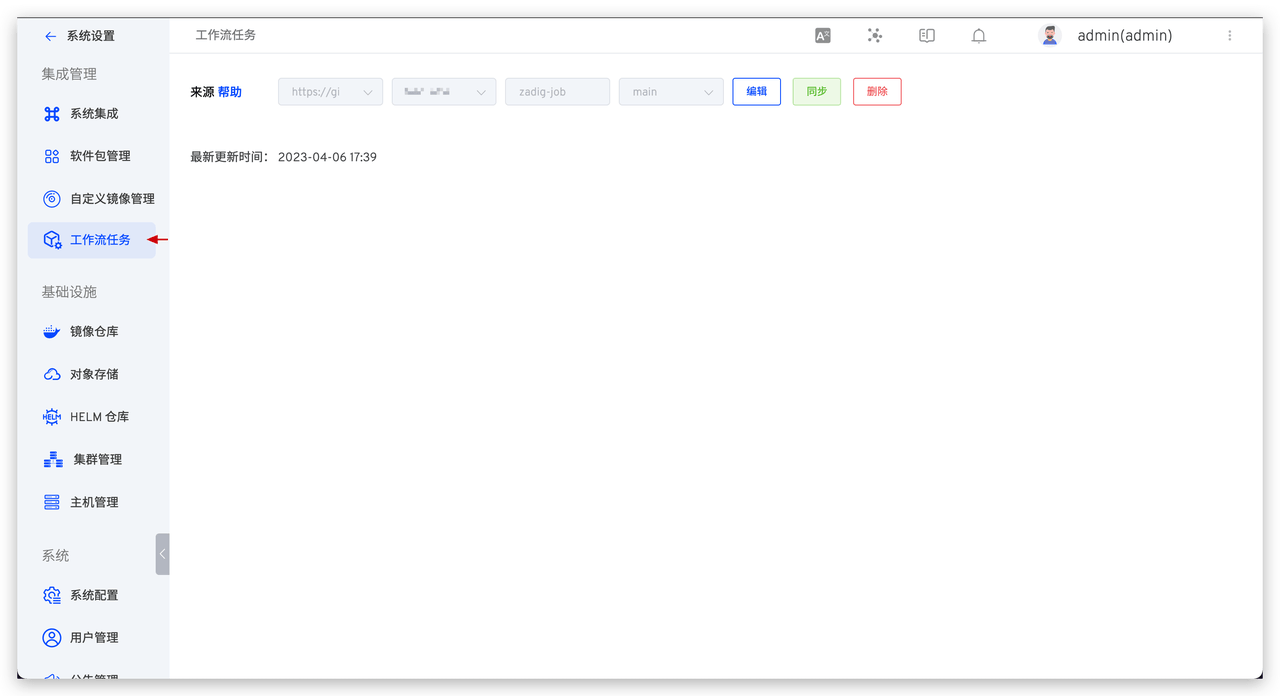 系统设置
工作流任务
admin(admin)
集成管理
系统集成
软件包管理
自定义镜像管理
工作流任务
基础设施
镜像仓库
对象存储
HELM 仓库
集群管理
主机管理
系统
系统配置
用户管理
公告管理
来源 帮助 https://gi zadig-job main 编辑 同步 删除
最新更新时间： 2023-04-06 17:39